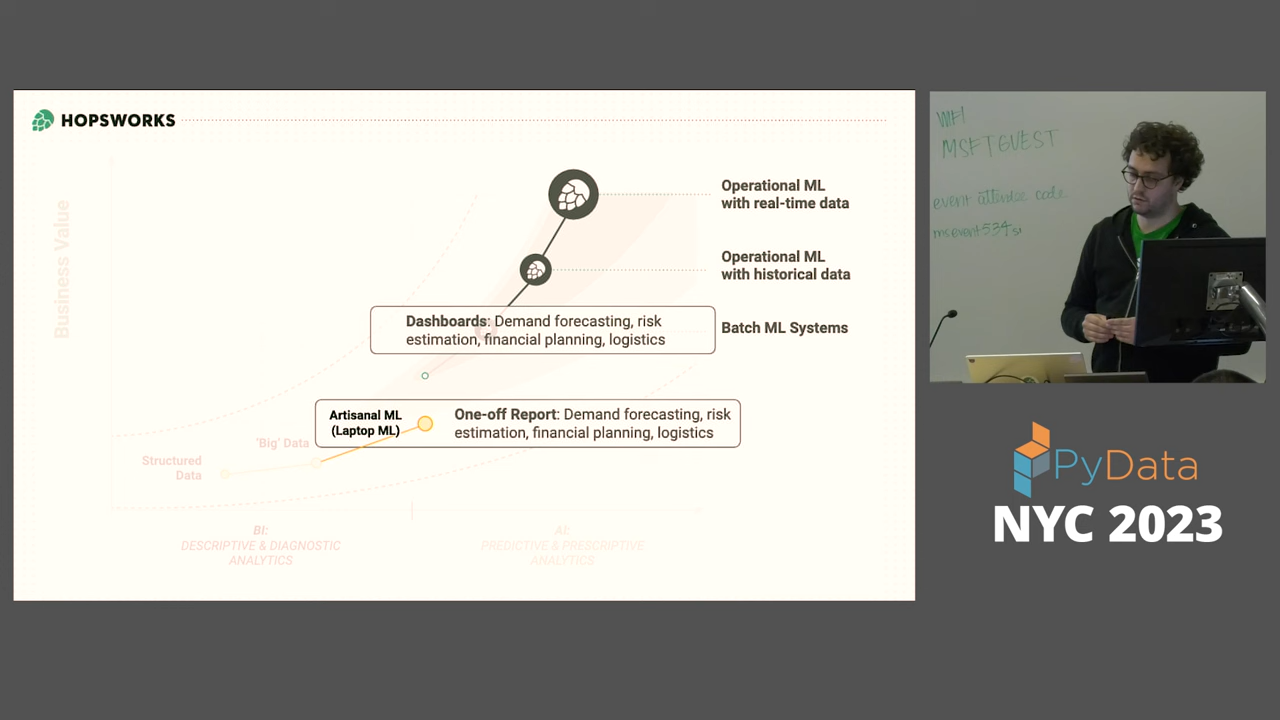 HOPSWORKS
Business Value
Operational ML
with real-time data
Operational ML
with historical data
Dashboards: Demand forecasting, risk
estimation, financial planning, logistics
Batch ML Systems
Artisanal ML
(Laptop ML)
One-off Report: Demand forecasting, risk
estimation, financial planning, logistics
'Big' Data
Structured
Data
BI:
DESCRIPTIVE & DIAGNOSTIC
ANALYTICS
AI:
PREDICTIVE & PRESCRIPTIVE
ANALYTICS
MSFTGUEST
event attendee code
PyData
NYC 2023